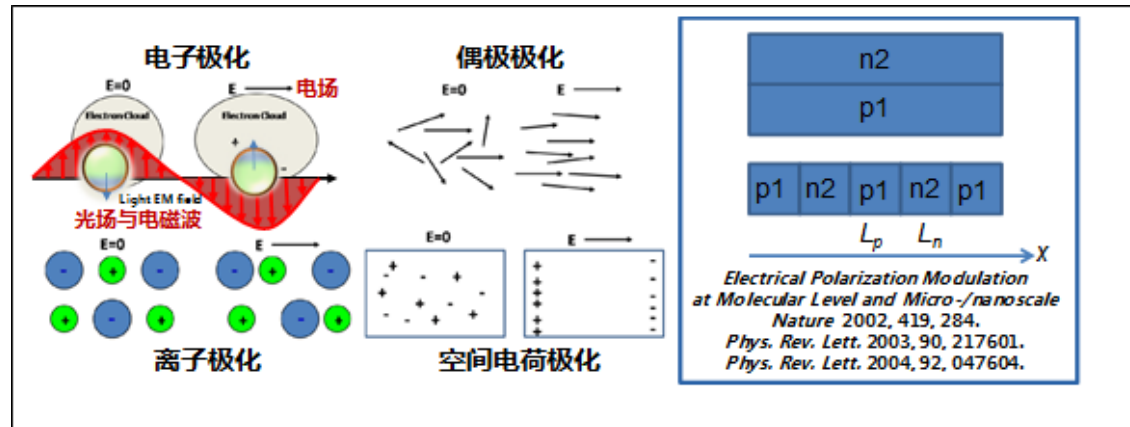 电子极化
E=0
E
电场
Electron Cloud
Electron Cloud
+
-
Light EM field
光场与电磁波
偶极极化
E=0
E
E=0
E
- + -
- + -
+ - +
+ - +
离子极化
E=0
E
空间电荷极化
n2
p1
p1 n2 p1 n2 p1
Lp Ln
X
Electrical Polarization Modulation
at Molecular Level and Micro-/nanoscale
Nature 2002, 419, 284.
Phys. Rev. Lett. 2003, 90, 217601.
Phys. Rev. Lett. 2004, 92, 047604.